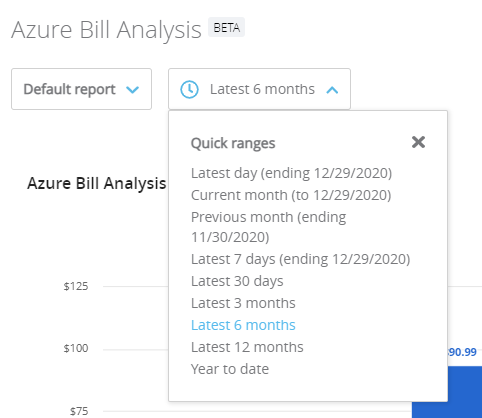 Azure Bill Analysis BETA
Default report
Latest 6 months
Quick ranges
Latest day (ending 12/29/2020)
Current month (to 12/29/2020)
Previous month (ending
11/30/2020)
Latest 7 days (ending 12/29/2020)
Latest 30 days
Latest 3 months
Latest 6 months
Latest 12 months
Year to date
Azure Bill Analysis
$125
$100
$75